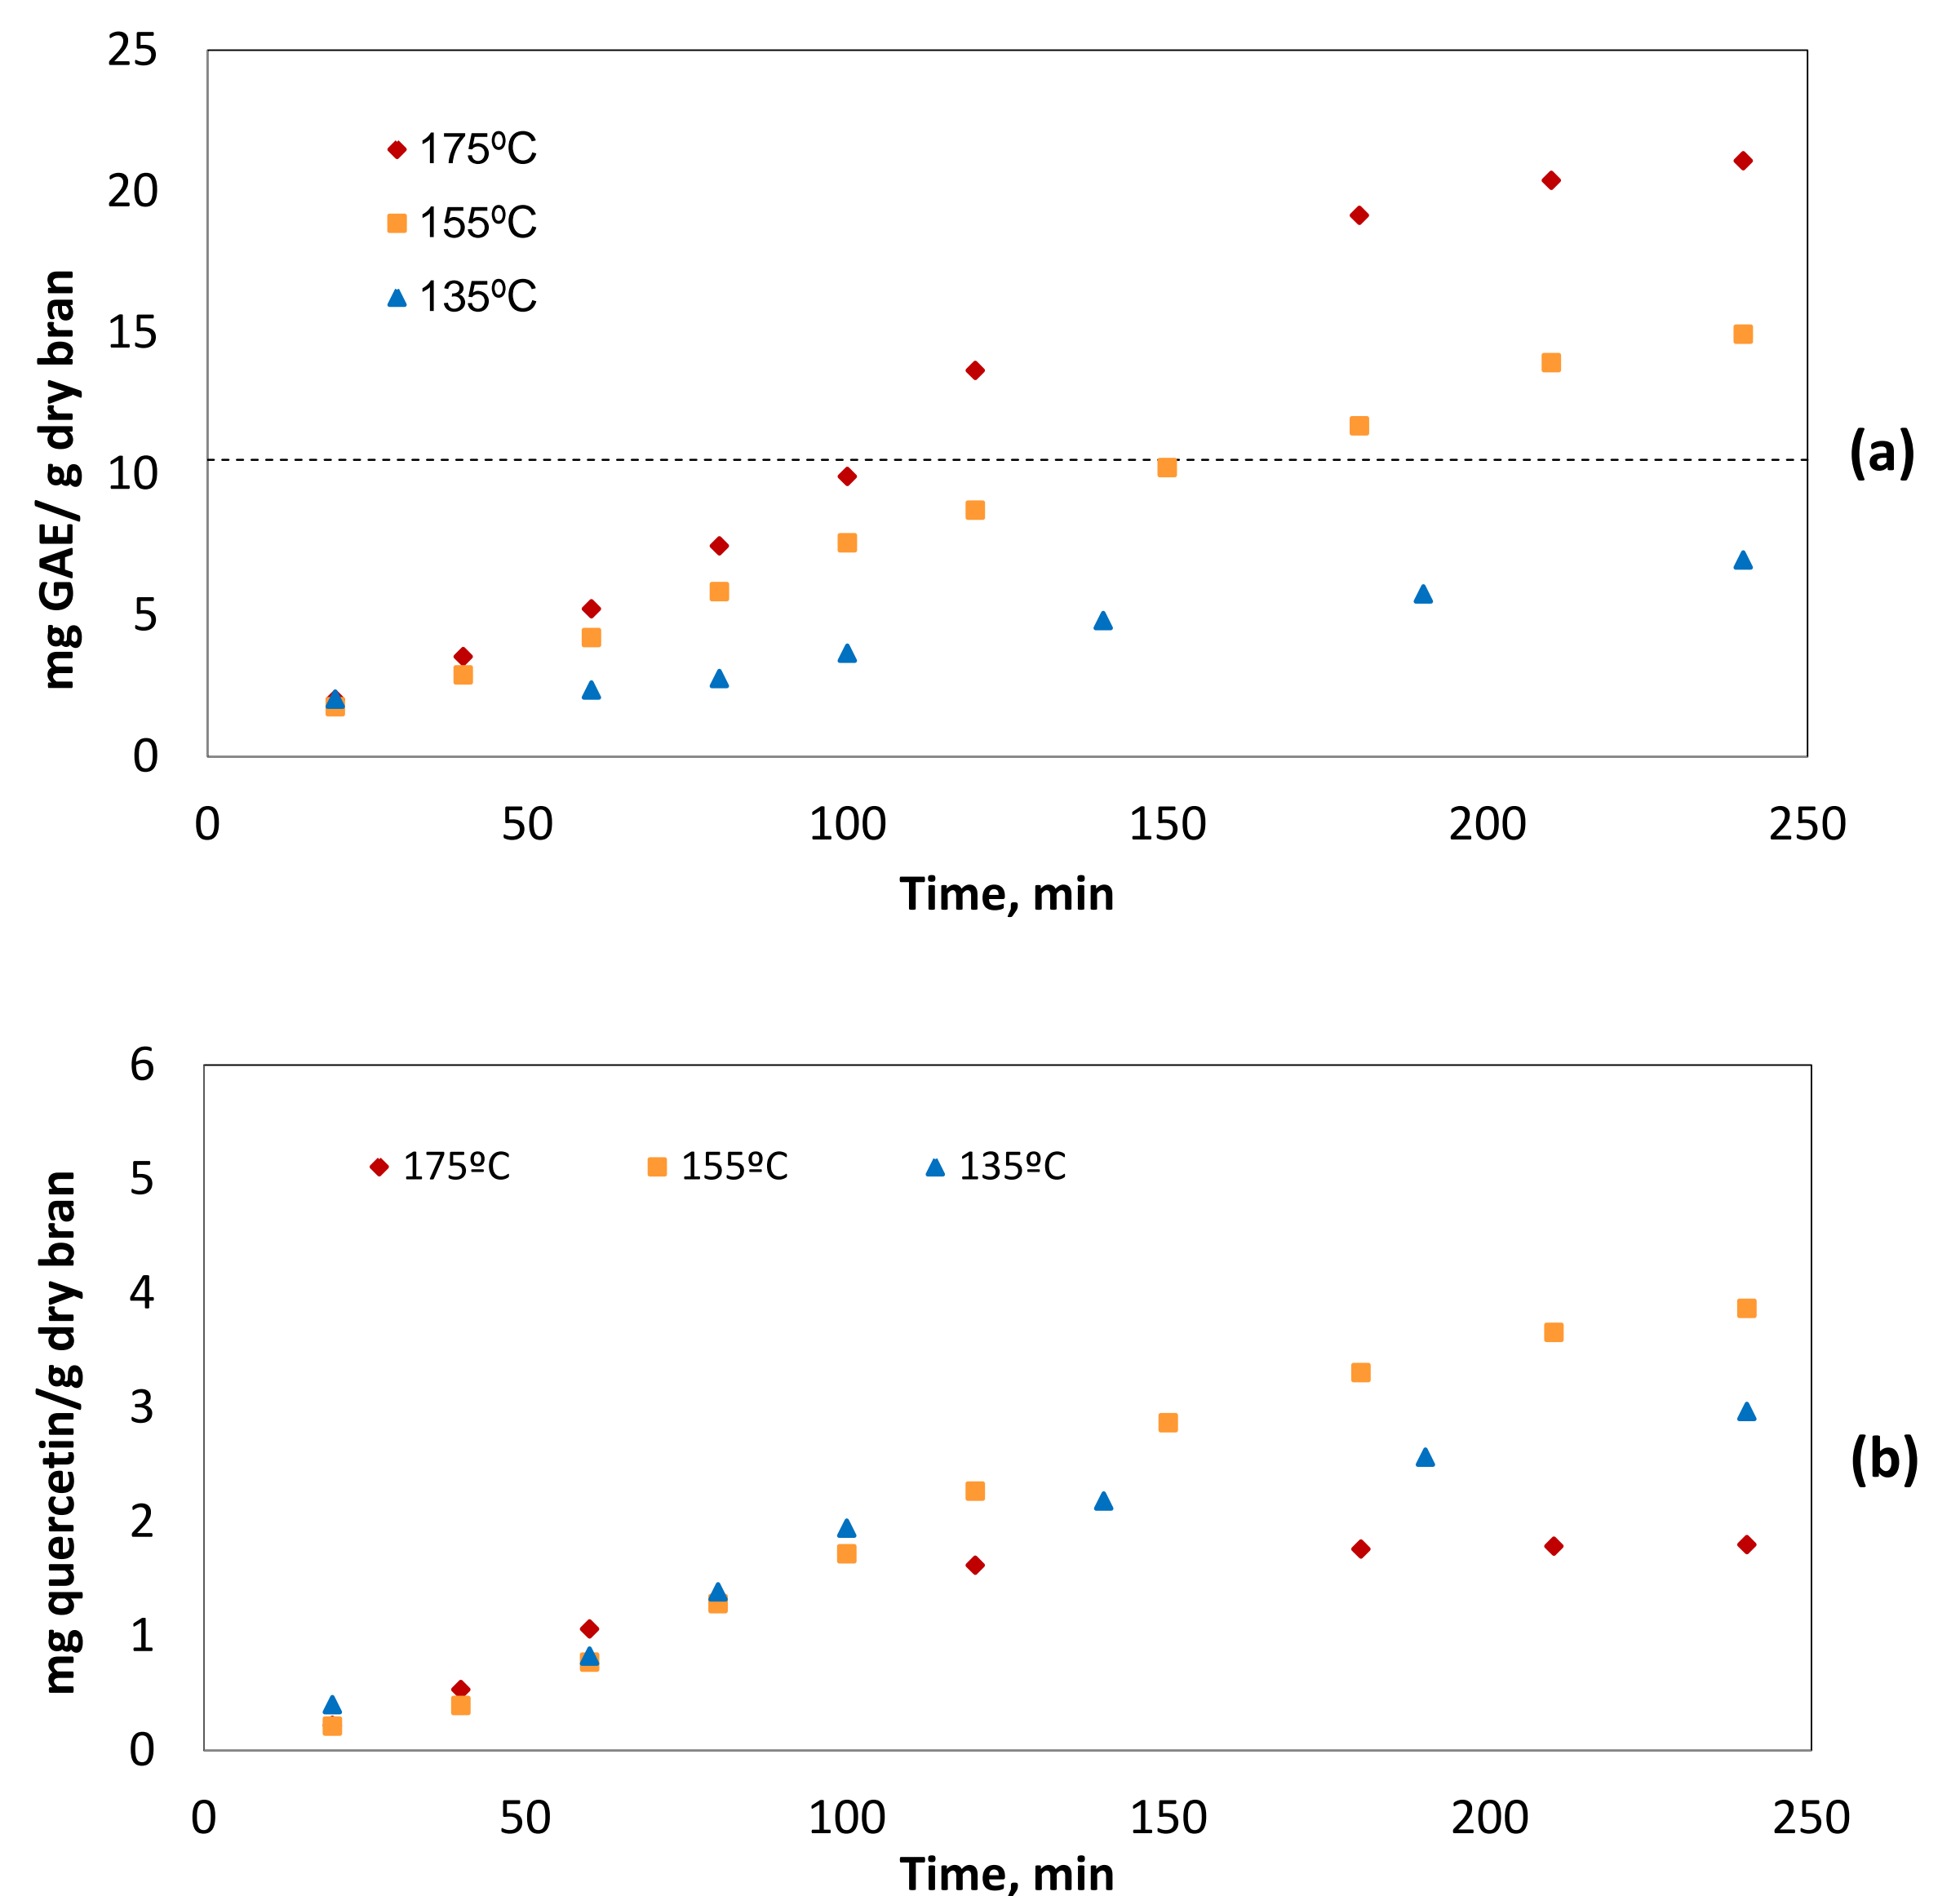 25
20
15
10
5
0
mg GAE/ g dry bran
175ºC
155ºC
135ºC
(a)
0 50 100 150 200 250
Time, min
6
5
4
3
2
1
0
mg quercetin/g dry bran
175ºC 155ºC 135ºC
(b)
0 50 100 150 200 250
Time, min